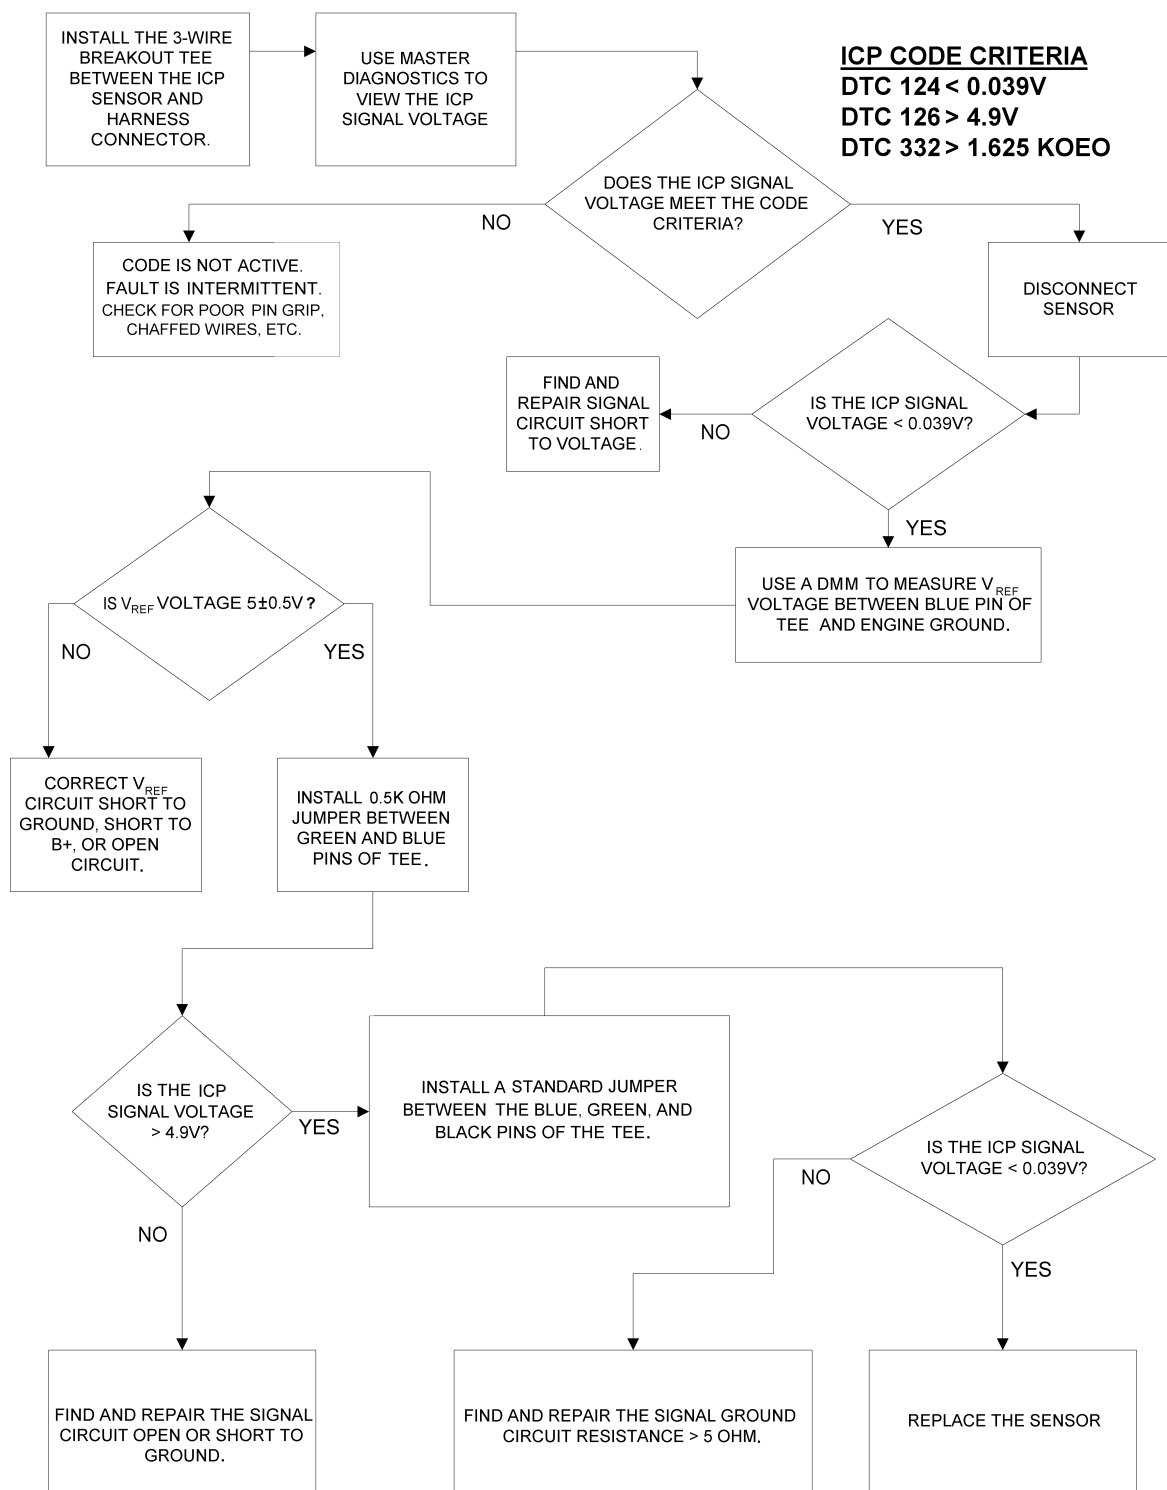 INSTALL THE 3-WIRE
BREAKOUT TEE
BETWEEN THE ICP
SENSOR AND
HARNESS
CONNECTOR.
USE MASTER
DIAGNOSTICS TO
VIEW THE ICP
SIGNAL VOLTAGE
ICP CODE CRITERIA
DTC 124 < 0.039V
DTC 126 > 4.9V
DTC 332 > 1.625 KOEO
DOES THE ICP SIGNAL
VOLTAGE MEET THE CODE
CRITERIA?
NO
YES
CODE IS NOT ACTIVE.
FAULT IS INTERMITTENT.
CHECK FOR POOR PIN GRIP,
CHAFFED WIRES, ETC.
DISCONNECT
SENSOR
IS THE ICP SIGNAL
VOLTAGE < 0.039V?
NO
YES
FIND AND
REPAIR SIGNAL
CIRCUIT SHORT
TO VOLTAGE.
USE A DMM TO MEASURE VREF
VOLTAGE BETWEEN BLUE PIN OF
TEE AND ENGINE GROUND.
IS VREF VOLTAGE 5±0.5V ?
NO
YES
CORRECT VREF
CIRCUIT SHORT TO
GROUND, SHORT TO
B+, OR OPEN
CIRCUIT.
INSTALL 0.5K OHM
JUMPER BETWEEN
GREEN AND BLUE
PINS OF TEE.
IS THE ICP
SIGNAL VOLTAGE
> 4.9V?
YES
NO
INSTALL A STANDARD JUMPER
BETWEEN THE BLUE, GREEN, AND
BLACK PINS OF THE TEE.
IS THE ICP SIGNAL
VOLTAGE < 0.039V?
NO
YES
FIND AND REPAIR THE SIGNAL
CIRCUIT OPEN OR SHORT TO
GROUND.
FIND AND REPAIR THE SIGNAL GROUND
CIRCUIT RESISTANCE > 5 OHM.
REPLACE THE SENSOR